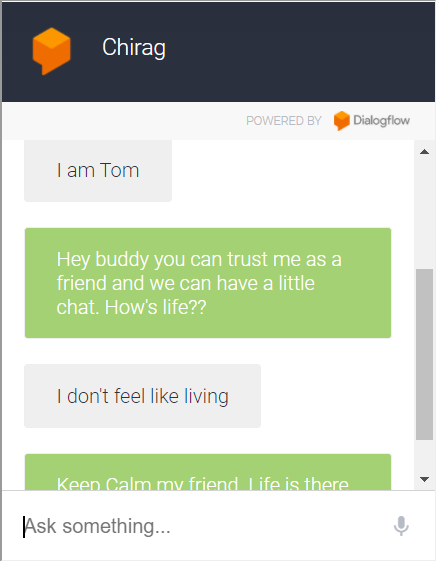 Chirag
POWERED BY Dialogflow
I am Tom
Hey buddy you can trust me as a
friend and we can have a little
chat. How's life??
I don't feel like living
Keep Calm my friend. Life is there
Ask something...